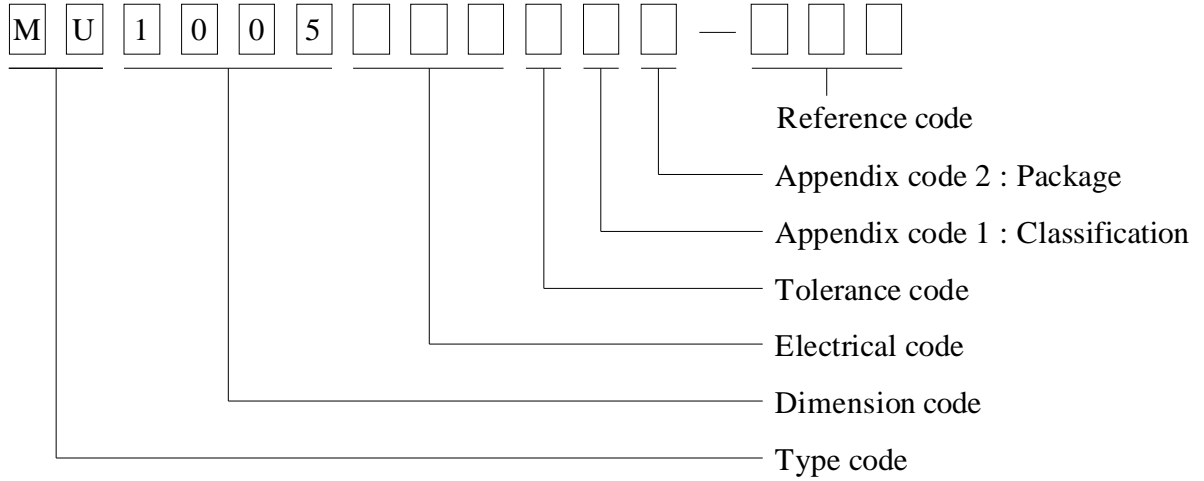 M U 1 0 0 5 —
Reference code
Appendix code 2 : Package
Appendix code 1 : Classification
Tolerance code
Electrical code
Dimension code
Type code